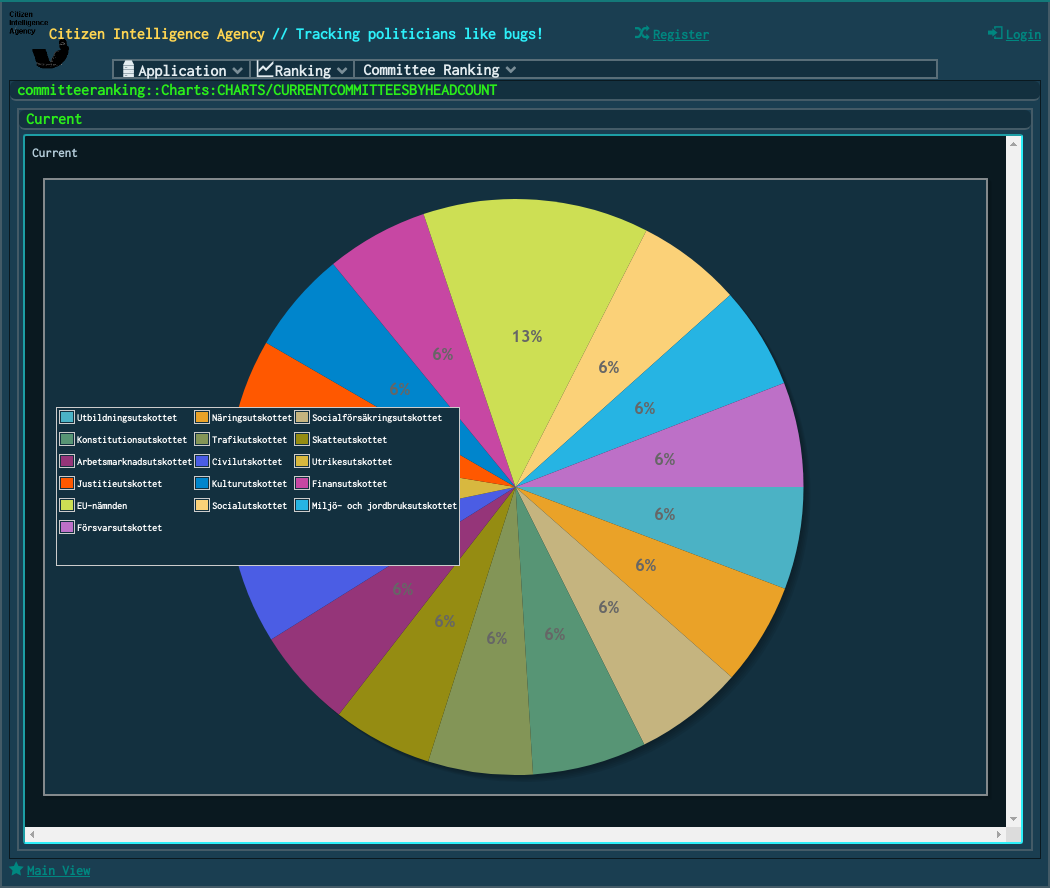 Citizen
Intelligence
Agency
Citizen Intelligence Agency // Tracking politicians like bugs!
Register
Login
Application
Ranking
Committee Ranking
committeeranking::Charts:CHARTS/CURRENTCOMMITTEESBYHEADCOUNT
Current
Current
13%
6%
6%
6%
6%
6%
6%
6%
6%
6%
6%
6%
6%
6%
Utbildningsutskottet Näringsutskottet Socialförsäkringsutskottet
Konstitutionsutskottet Trafikutskottet Skatteutskottet
Arbetsmarknadsutskottet Civilutskottet Utrikesutskottet
Justitieutskottet Kulturutskottet Finansutskottet
EU-nämnden Socialutskottet Miljö- och jordbruksutskottet
Försvarsutskottet
Main View